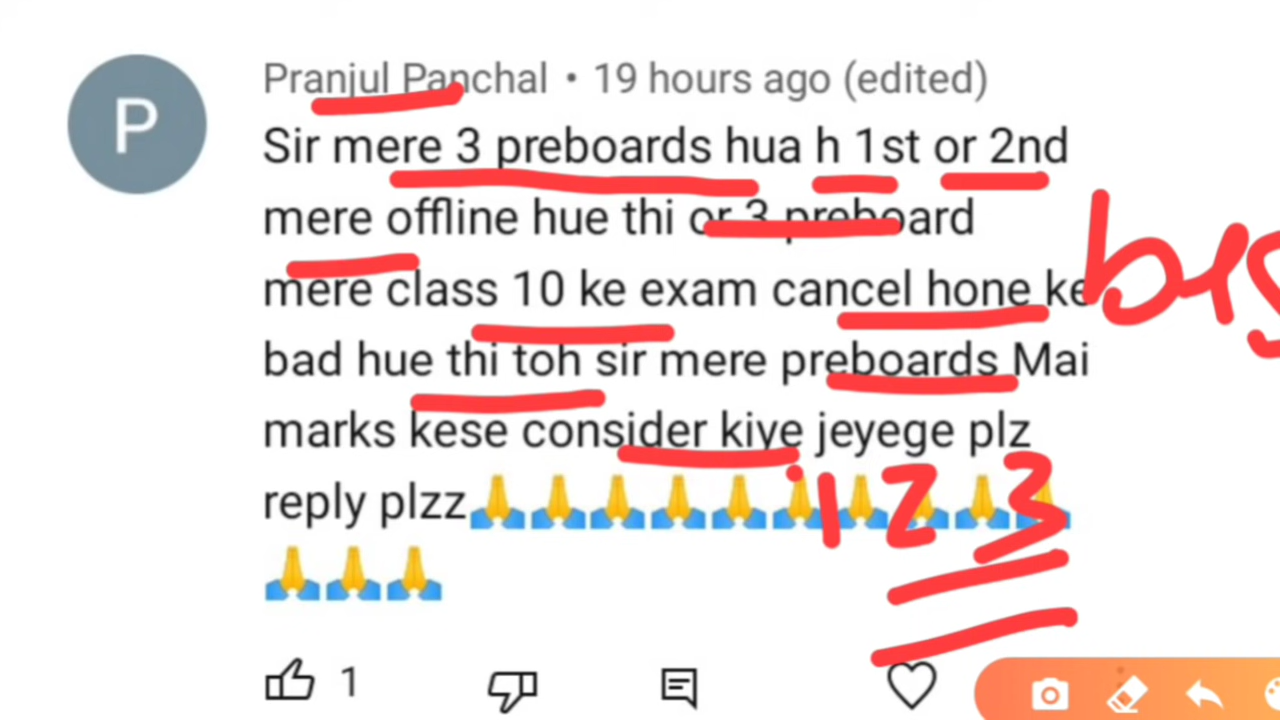 P
Pranjul Panchal • 19 hours ago (edited)
Sir mere 3 preboards hua h 1st or 2nd
mere offline hue thi or 3 preboard
mere class 10 ke exam cancel hone ke
bad hue thi toh sir mere preboards Mai
marks kese consider kiye jeyege plz
reply plzz🙏🙏🙏🙏🙏🙏🙏🙏🙏🙏
🙏🙏🙏
1 2 3
1